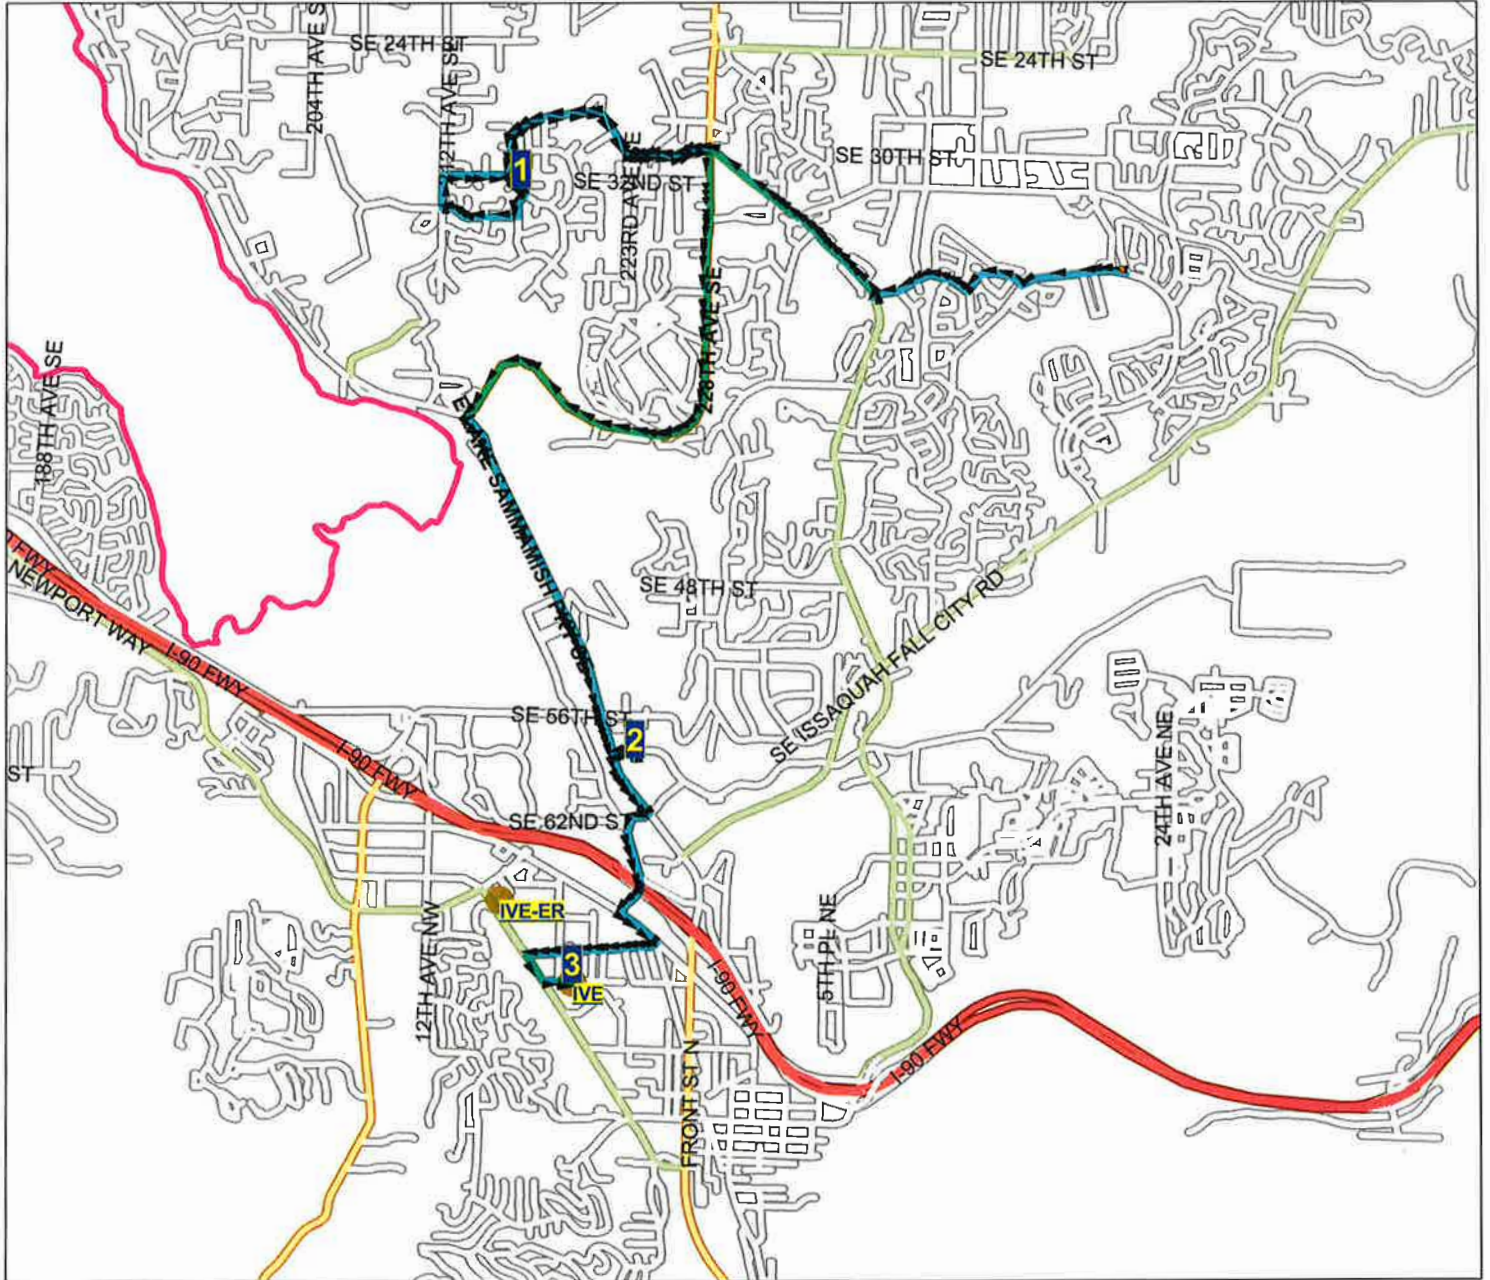 204TH AVE S
SE 24TH ST
SE 24TH ST
212TH AVE SE
1
SE 30TH ST
SE 32ND ST
223RD AVE SE
228TH AVE SE
188TH AVE SE
E LAKE SAMMAMISH PKY SE
0 FWY
NEWPORT WAY
I-90 FWY
SE 48TH ST
SE ISSAQUAH FALL CITY RD
SE 56TH ST
2
I-90 FWY
ST
24TH AVE NE
SE 62ND ST
IVE-ER
12TH AVE NW
5TH PL NE
3
IVE
I-90 FWY
I-90 FWY
FRONT ST N